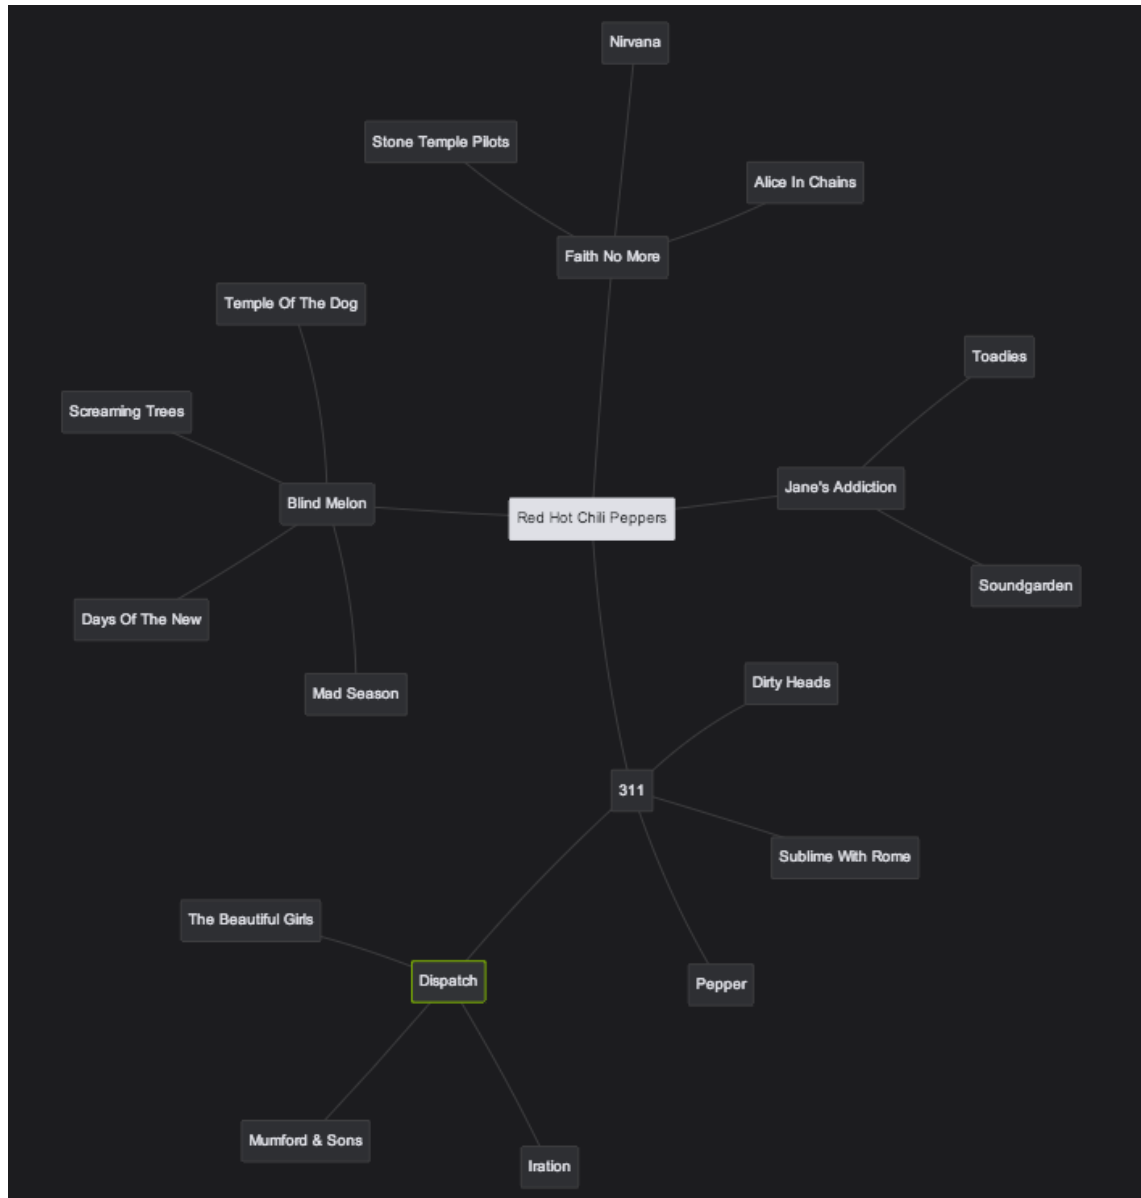 Nirvana
Stone Temple Pilots
Alice In Chains
Faith No More
Temple Of The Dog
Toadies
Screaming Trees
Jane's Addiction
Blind Melon
Red Hot Chili Peppers
Soundgarden
Days Of The New
Dirty Heads
Mad Season
311
Sublime With Rome
The Beautiful Girls
Dispatch
Pepper
Mumford & Sons
Iration